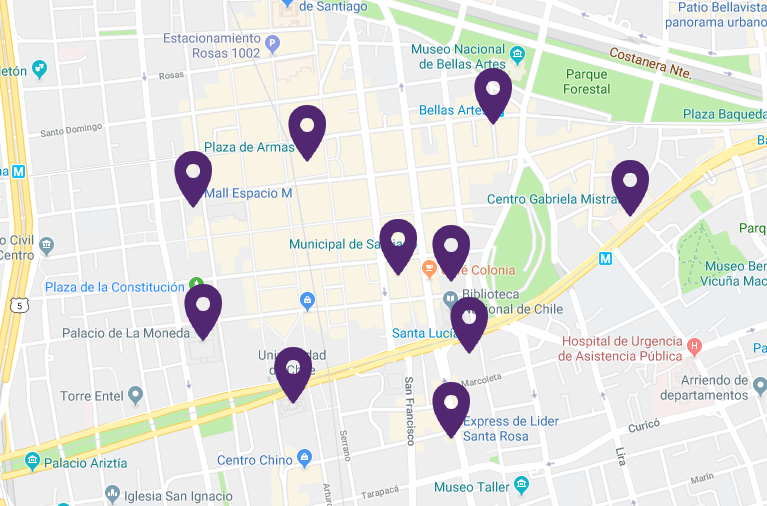 de Santiago
Patio Bellavista
panorama urbano
Estacionamiento
Rosas 1002
P
Museo Nacional
de Bellas Artes
Costanera Nte.
Rosas
Parque
Forestal
Bellas Artes
Plaza Baqueda
Santo Domingo
Plaza de Armas
M
Mall Espacio M
Centro Gabriela Mistra
Municipal de Sa
Civil
Centro
M
Café Colonia
Parq
Museo Ben
Vicuña Mac
Plaza de la Constitución
Biblioteca
Nacional de Chile
5
Palacio de La Moneda
Santa Lucía
Hospital de Urgencia
de Asistencia Pública
H
Universidad
de Chile
Marcoleta
Arriendo de
departamentos
Torre Entel
San Francisco
Express de Lider
Santa Rosa
Curicó
Serrano
Lira
Centro Chino
Palacio Ariztía
Marín
Iglesia San Ignacio
Arturo
Tarapacá
Museo Taller